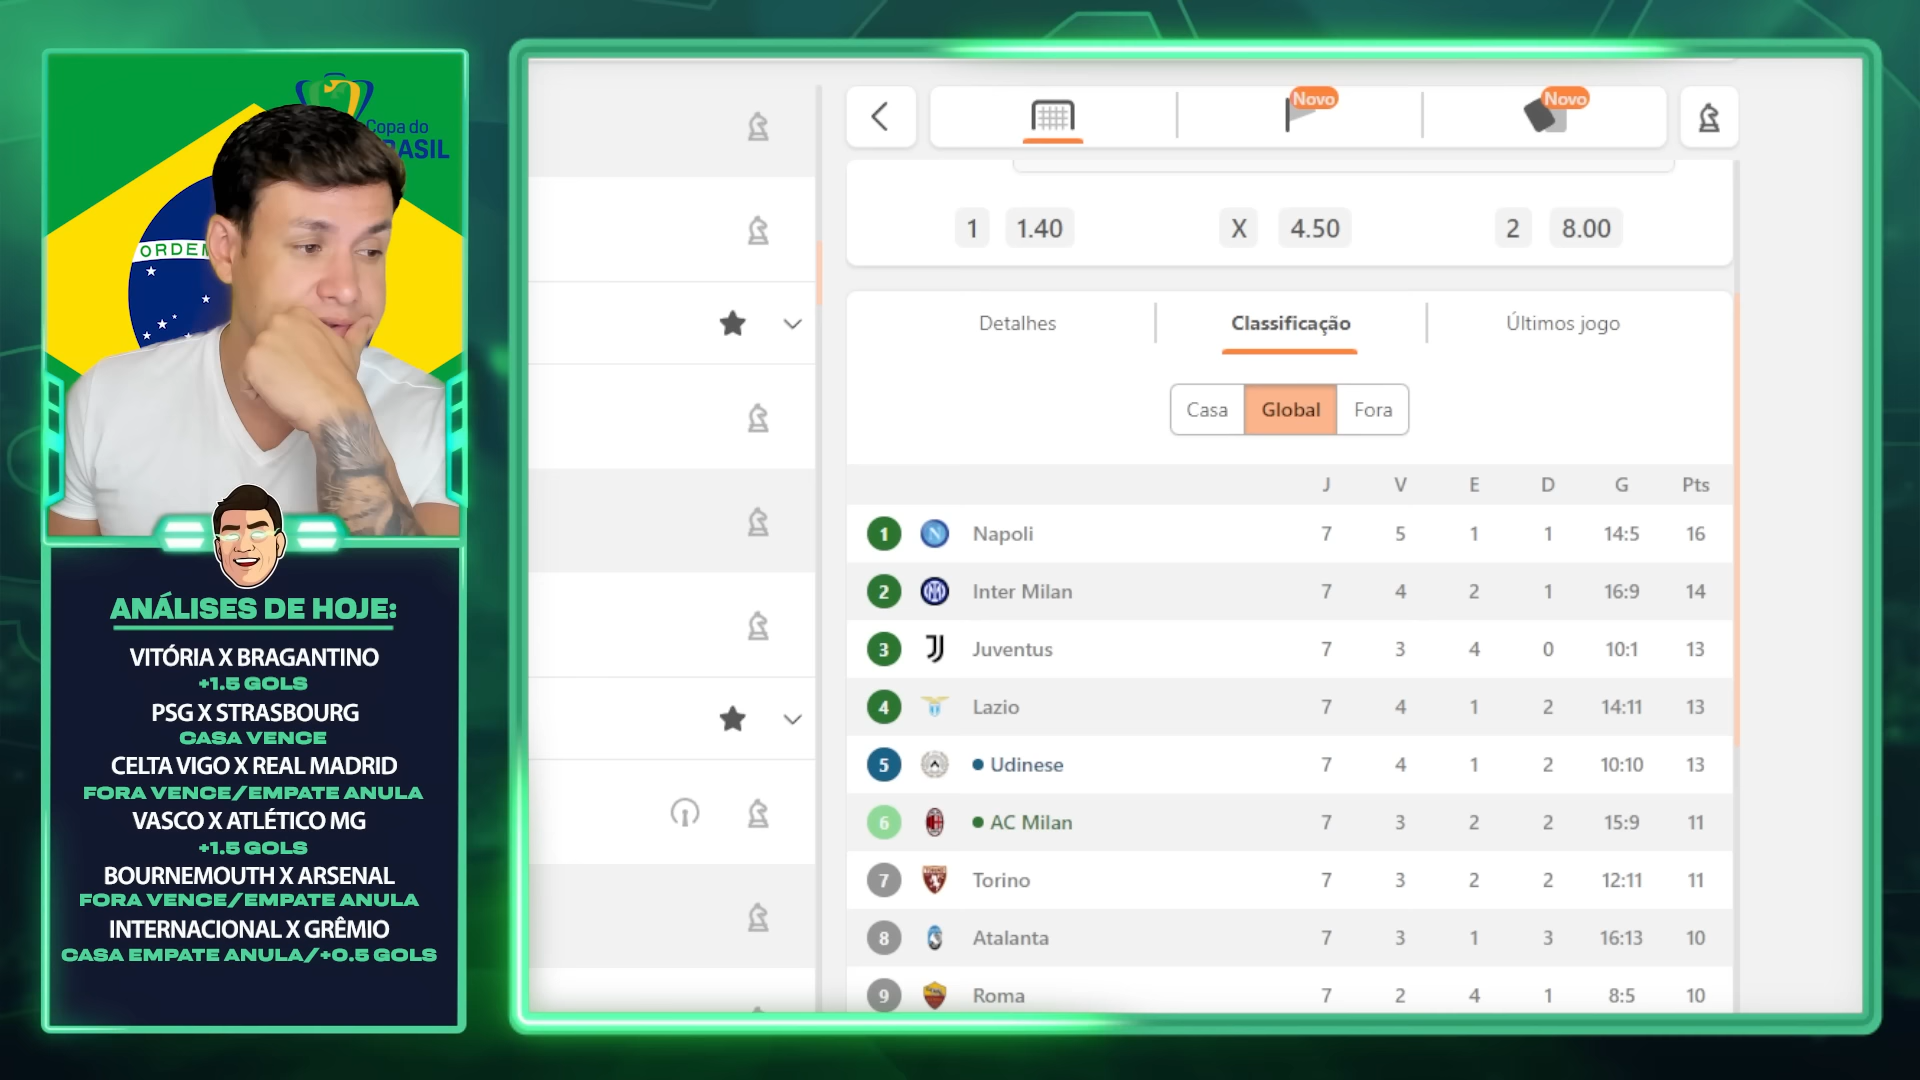 Copa do
BRASIL
ORDEM
ANÁLISES DE HOJE:
VITÓRIA X BRAGANTINO
+1.5 GOLS
PSG X STRASBOURG
CASA VENCE
CELTA VIGO X REAL MADRID
FORA VENCE/EMPATE ANULA
VASCO X ATLÉTICO MG
+1.5 GOLS
BOURNEMOUTH X ARSENAL
FORA VENCE/EMPATE ANULA
INTERNACIONAL X GRÊMIO
CASA EMPATE ANULA/+0.5 GOLS
Novo Novo
1 1.40 X 4.50 2 8.00
Detalhes Classificação Últimos jogo
Casa Global Fora
J V E D G Pts
1 Napoli 7 5 1 1 14:5 16
2 Inter Milan 7 4 2 1 16:9 14
3 Juventus 7 3 4 0 10:1 13
4 Lazio 7 4 1 2 14:11 13
5 Udinese 7 4 1 2 10:10 13
6 AC Milan 7 3 2 2 15:9 11
7 Torino 7 3 2 2 12:11 11
8 Atalanta 7 3 1 3 16:13 10
9 Roma 7 2 4 1 8:5 10